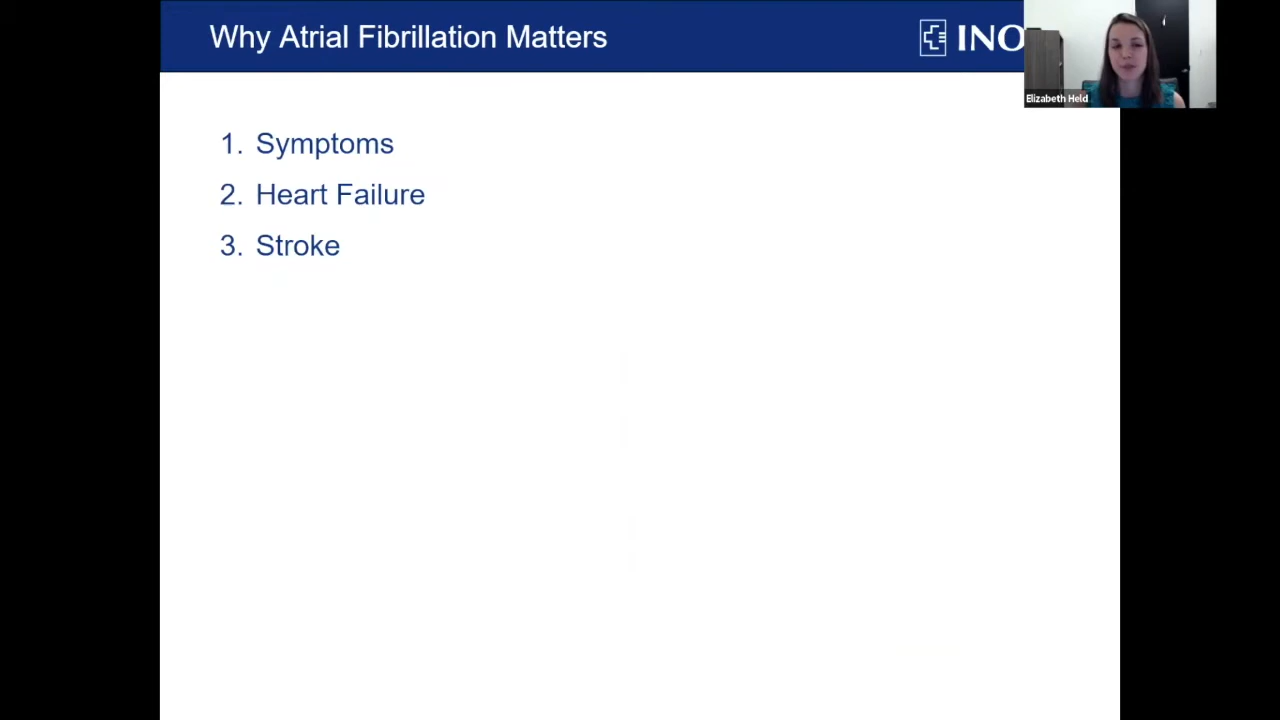 Why Atrial Fibrillation Matters
INO
Elizabeth Held
1. Symptoms
2. Heart Failure
3. Stroke